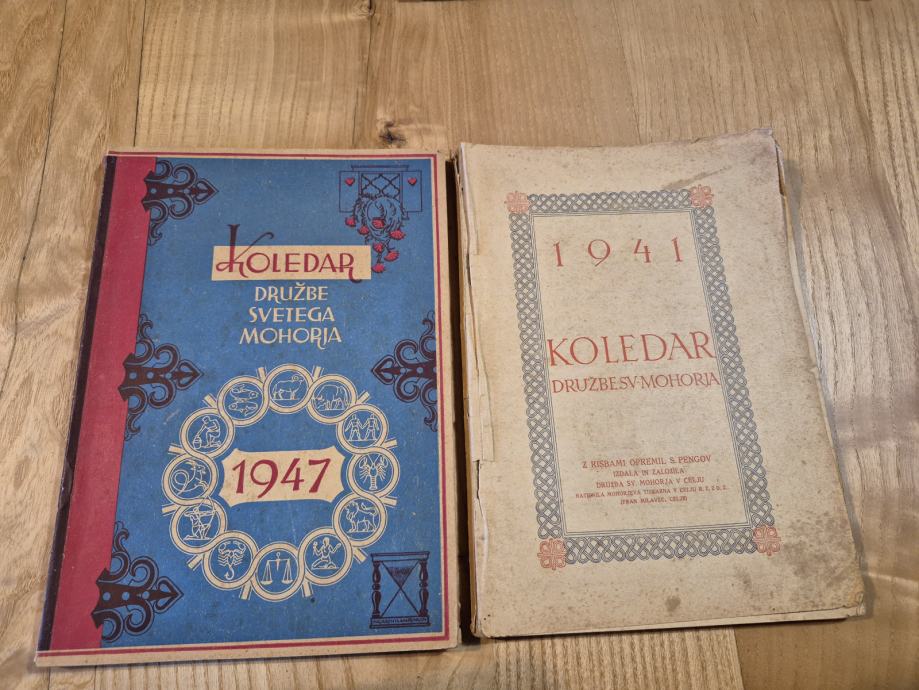 KOLEDAR
DRUŽBE
SVETEGA
MOHORJA
1947
1941
KOLEDAR
DRUŽBE·SV·MOHORJA
Z RISBAMI OPREMIL S. PENGOV
IZDALA IN ZALOŽILA
DRUŽBA SV. MOHORJA V CELJU
NATISNILA MOHORJEVA TISKARNA V CELJU R. Z. Z O. Z.
(FRAN MILAVEC, CELJE)